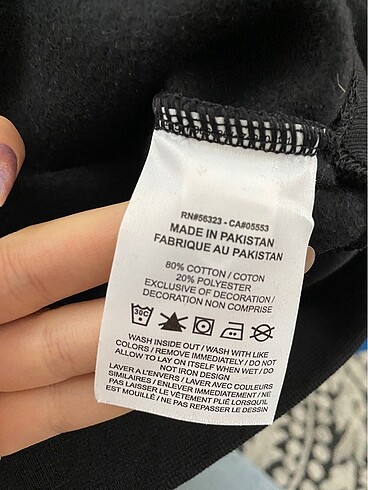 RN#56323 - CA#05553
MADE IN PAKISTAN
FABRIQUE AU PAKISTAN
80% COTTON / COTON
20% POLYESTER
EXCLUSIVE OF DECORATION /
DECORATION NON COMPRISE
30C
WASH INSIDE OUT / WASH WITH LIKE
COLORS / REMOVE IMMEDIATELY / DO NOT
ALLOW TO LAY ON ITSELF WHEN WET / DO
NOT IRON DESIGN
LAVER A L'ENVERS / LAVER AVEC COULEURS
SIMILAIRES / ENLEVER IMMEDIATEMENT / NE
PAS LAISSER LE VÊTEMENT PLIÉ LORSQU'IL
EST MOUILLÉ / NE PAS REPASSER LE DESSIN